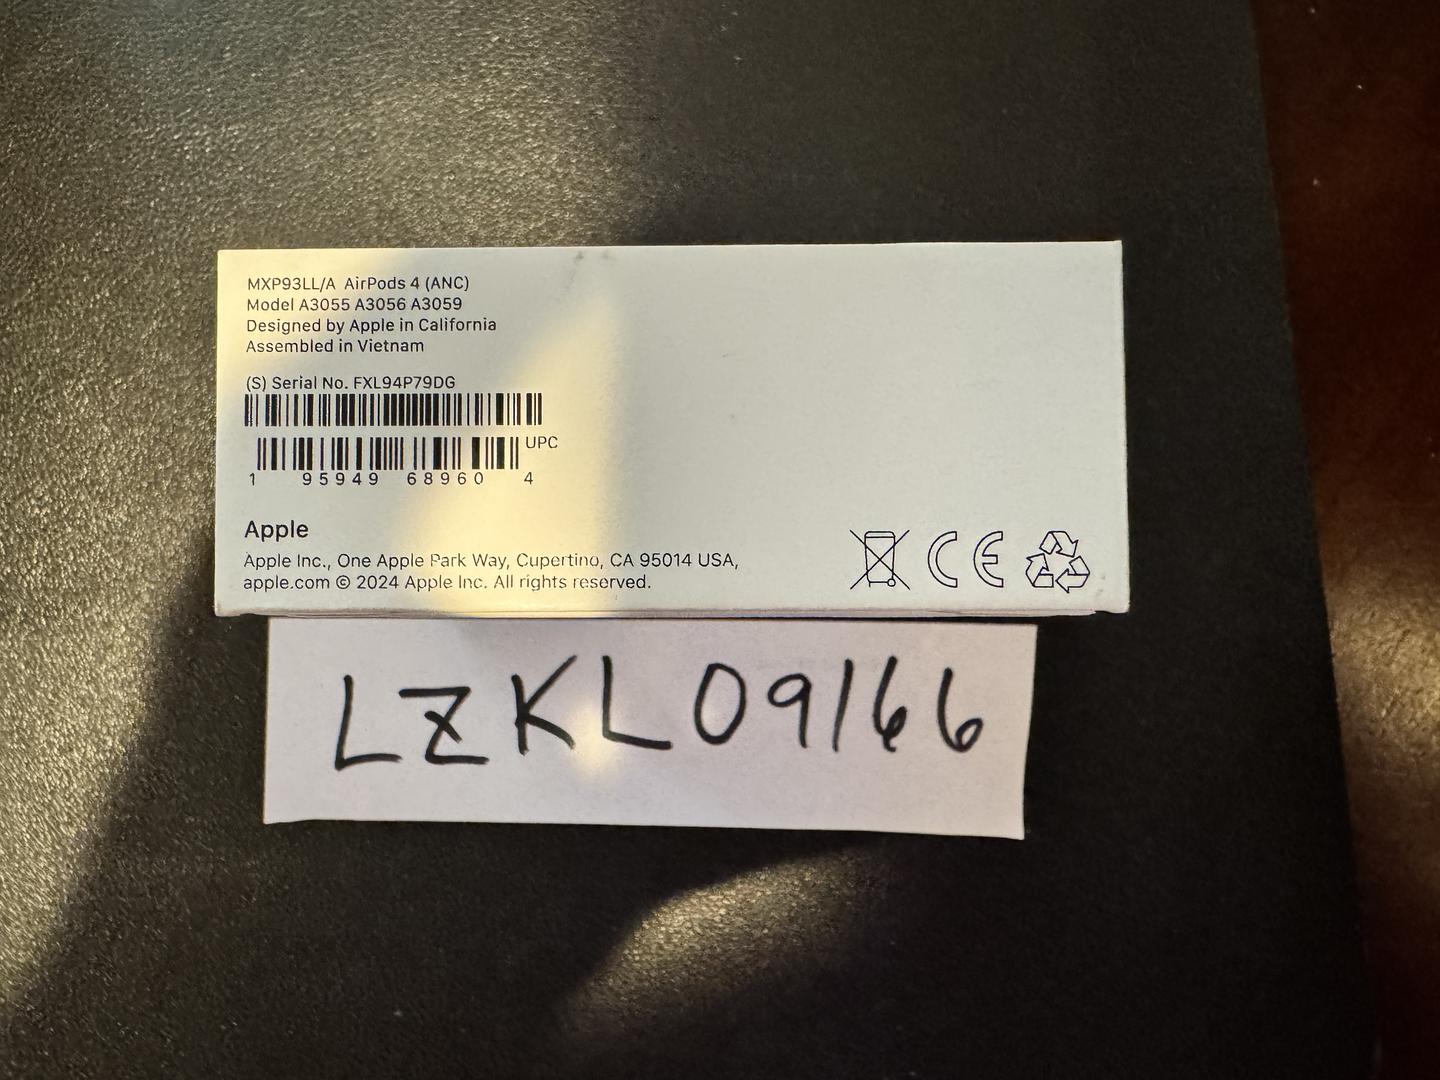 MXP93LL/A AirPods 4 (ANC)
Model A3055 A3056 A3059
Designed by Apple in California
Assembled in Vietnam
(S) Serial No. FXL94P79DG
UPC
1 95949 68960 4
Apple
Apple Inc., One Apple Park Way, Cupertino, CA 95014 USA,
apple.com © 2024 Apple Inc. All rights reserved.
CE
LZKL09166